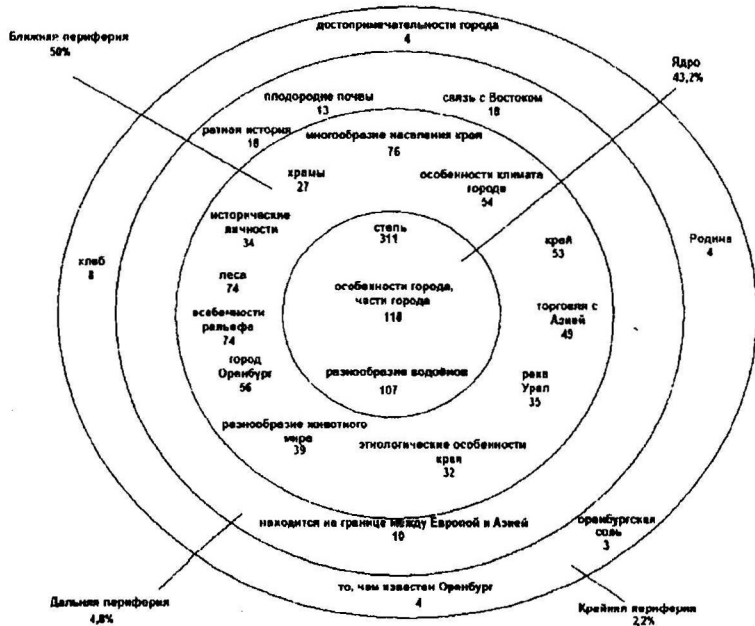 достопримечательности города
4
Ближняя периферия
50%
Ядро
43,2%
плодородие почвы
13
связь с Востоком
18
ратная история
18
многообразие населения края
76
храмы
27
особенности климата
города
54
исторические
личности
34
степь
311
край
53
Родина
4
хлеб
8
леса
74
особенности города,
части города
118
торговля с
Азией
49
особенности
рельефа
74
город
Оренбург
56
разнообразие водоёмов
107
река
Урал
35
разнообразие животного
мира
39
этнологические особенности
края
32
находится на границе между Европой и Азией
10
оренбургская
соль
3
то, чем известен Оренбург
4
Дальняя периферия
4,8%
Крайняя периферия
2,2%